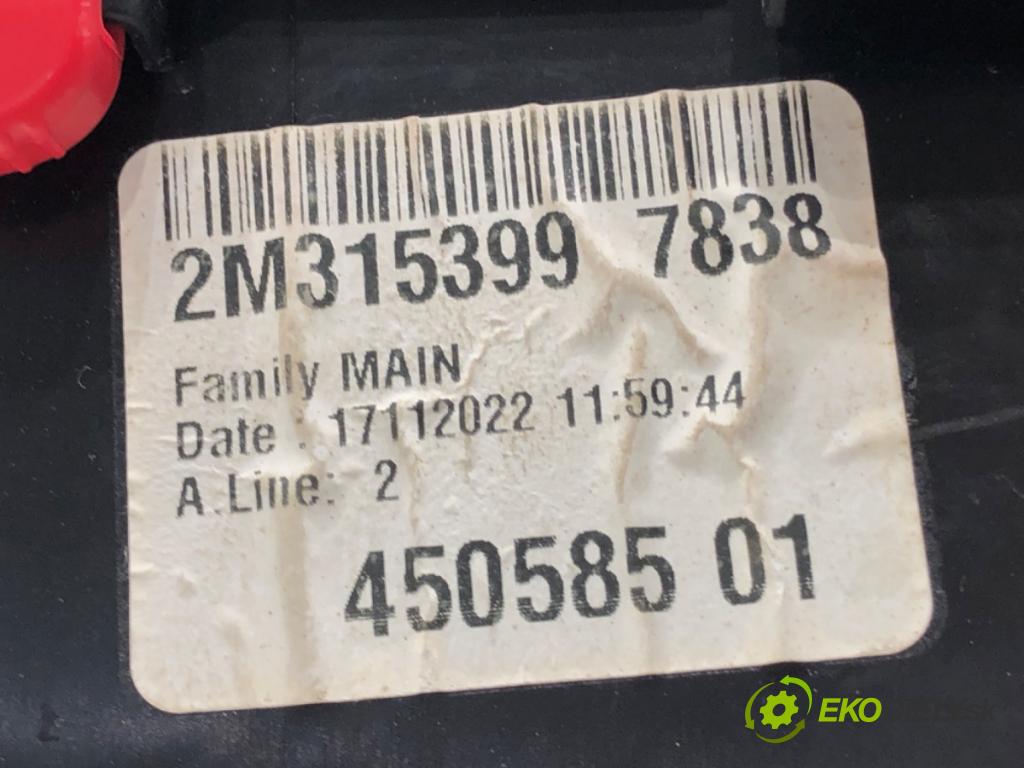 2M315399 7838
Family MAIN
Date : 17112022 11:59:44
A.Line: 2
450585 01
EKO